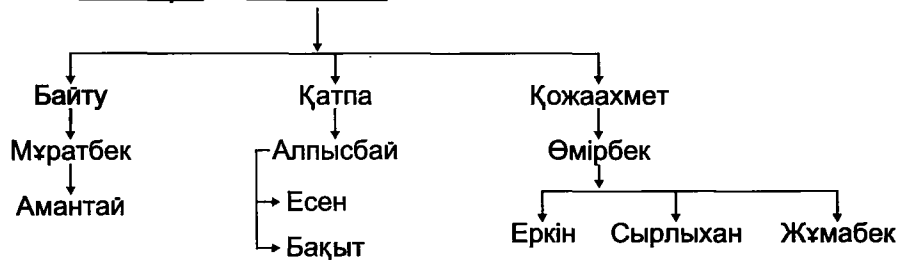 Байту Қатпа Қожаахмет
Мұратбек Алпысбай Өмірбек
Амантай Есен
Бақыт
Еркін Сырлыхан Жұмабек